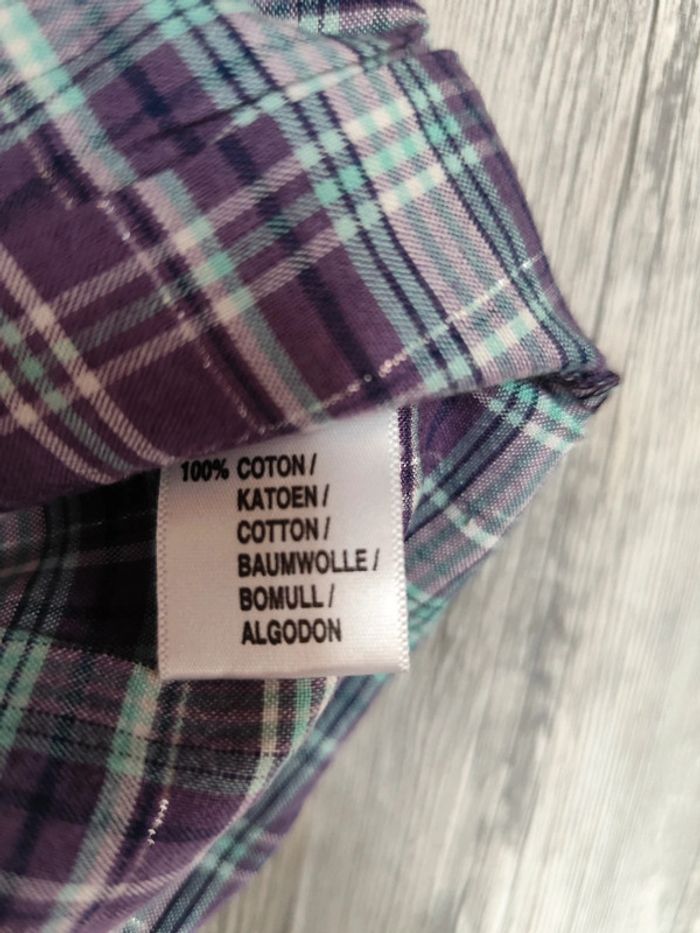 100% COTON /
KATOEN /
COTTON /
BAUMWOLLE /
BOMULL /
ALGODON